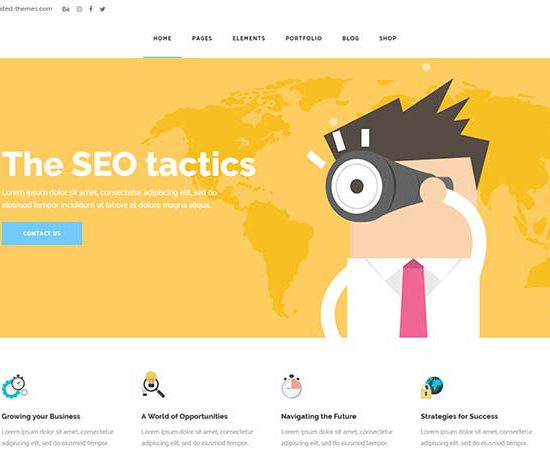 ated-themes.com Bē
HOME PAGES ELEMENTS PORTFOLIO BLOG SHOP
The SEO tactics
Lorem ipsum dolor sit amet, consectetur adipiscing elit, sed do
eiusmod tempor incididunt ut labore et dolore magna aliqua.
CONTACT US
Growing your Business
Lorem ipsum dolor sit amet, consectetur
adipiscing elit, sed do eiusmod tempor.
A World of Opportunities
Lorem ipsum dolor sit amet, consectetur
adipiscing elit, sed do eiusmod tempor.
Navigating the Future
Lorem ipsum dolor sit amet, consectetur
adipiscing elit, sed do eiusmod tempor.
Strategies for Success
Lorem ipsum dolor sit amet, consectetur
adipiscing elit, sed do eiusmod tempor.